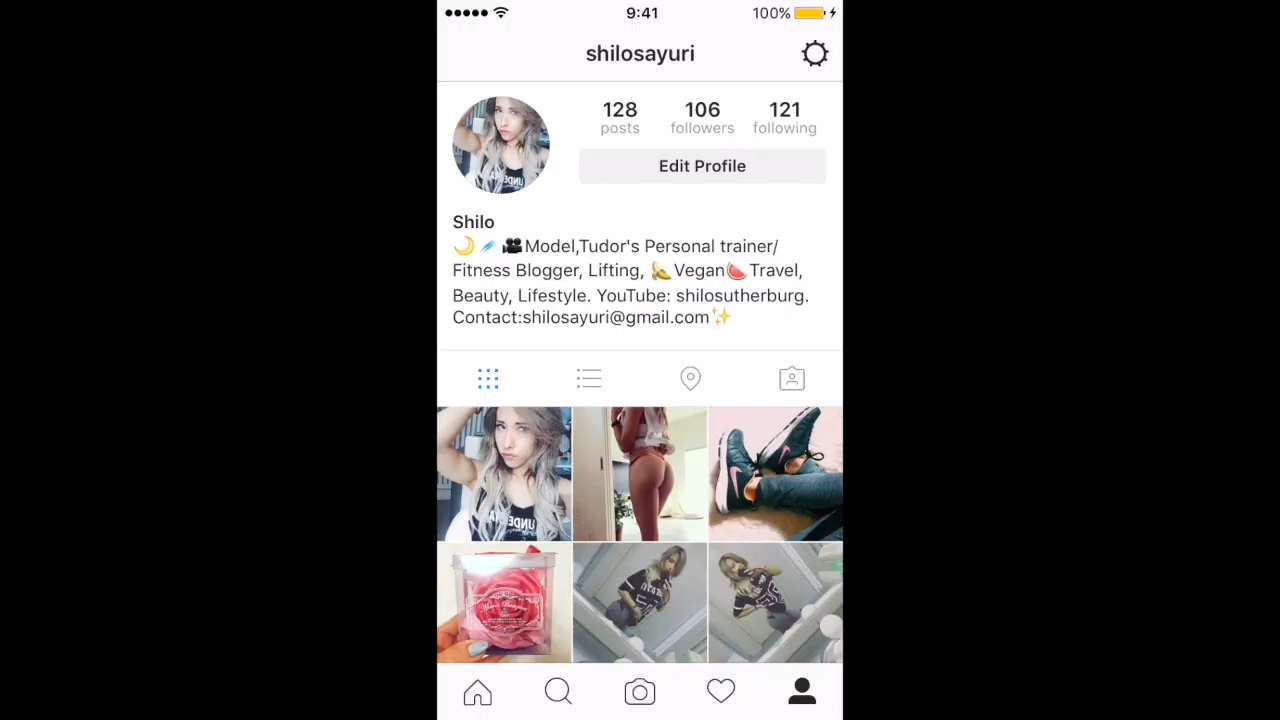 9:41
100%
shilosayuri
128 106 121
posts followers following
Edit Profile
Shilo
🌙☄️🎥Model,Tudor's Personal trainer/
Fitness Blogger, Lifting, 🍌Vegan🍉Travel,
Beauty, Lifestyle. YouTube: shilosutherburg.
Contact:shilosayuri@gmail.com✨